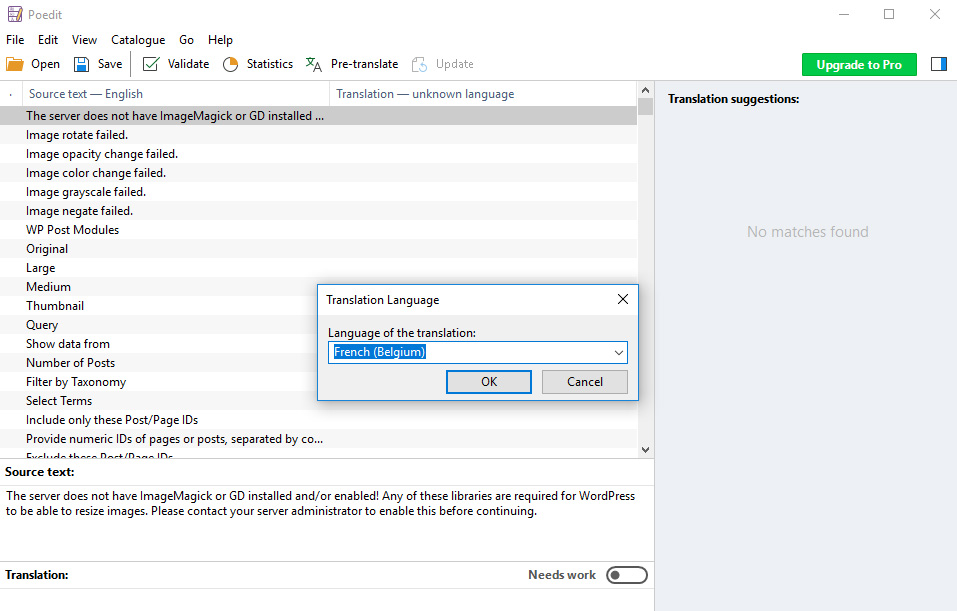 Poedit
File Edit View Catalogue Go Help
Open Save Validate Statistics Pre-translate Update Upgrade to Pro
Source text — English Translation — unknown language
Translation suggestions:
The server does not have ImageMagick or GD installed ...
Image rotate failed.
Image opacity change failed.
Image color change failed.
Image grayscale failed.
Image negate failed.
WP Post Modules
No matches found
Original
Large
Medium
Thumbnail
Query
Show data from
Number of Posts
Filter by Taxonomy
Select Terms
Include only these Post/Page IDs
Provide numeric IDs of pages or posts, separated by co...
Exclude these Post/Page IDs
Translation Language
Language of the translation:
French (Belgium)
OK Cancel
Source text:
The server does not have ImageMagick or GD installed and/or enabled! Any of these libraries are required for WordPress
to be able to resize images. Please contact your server administrator to enable this before continuing.
Translation: Needs work